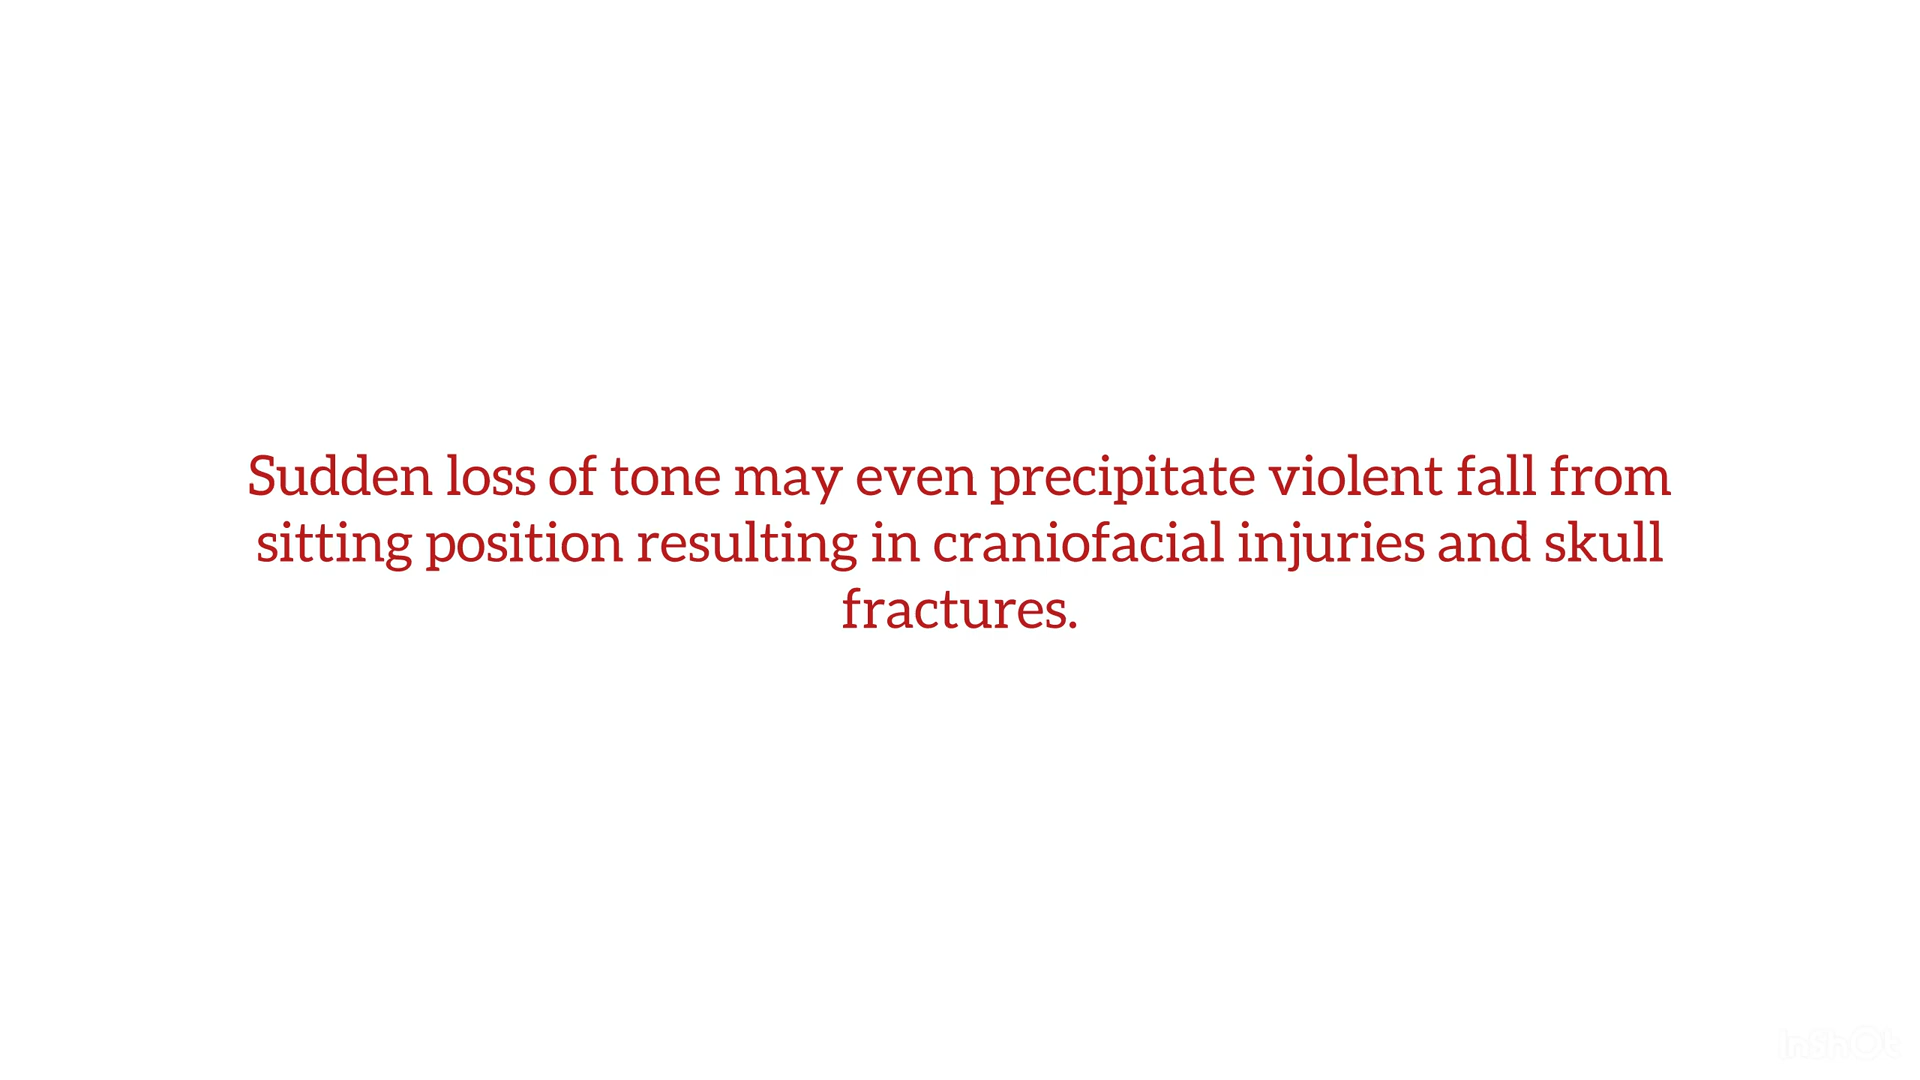 Sudden loss of tone may even precipitate violent fall from
sitting position resulting in craniofacial injuries and skull
fractures.
InShOt